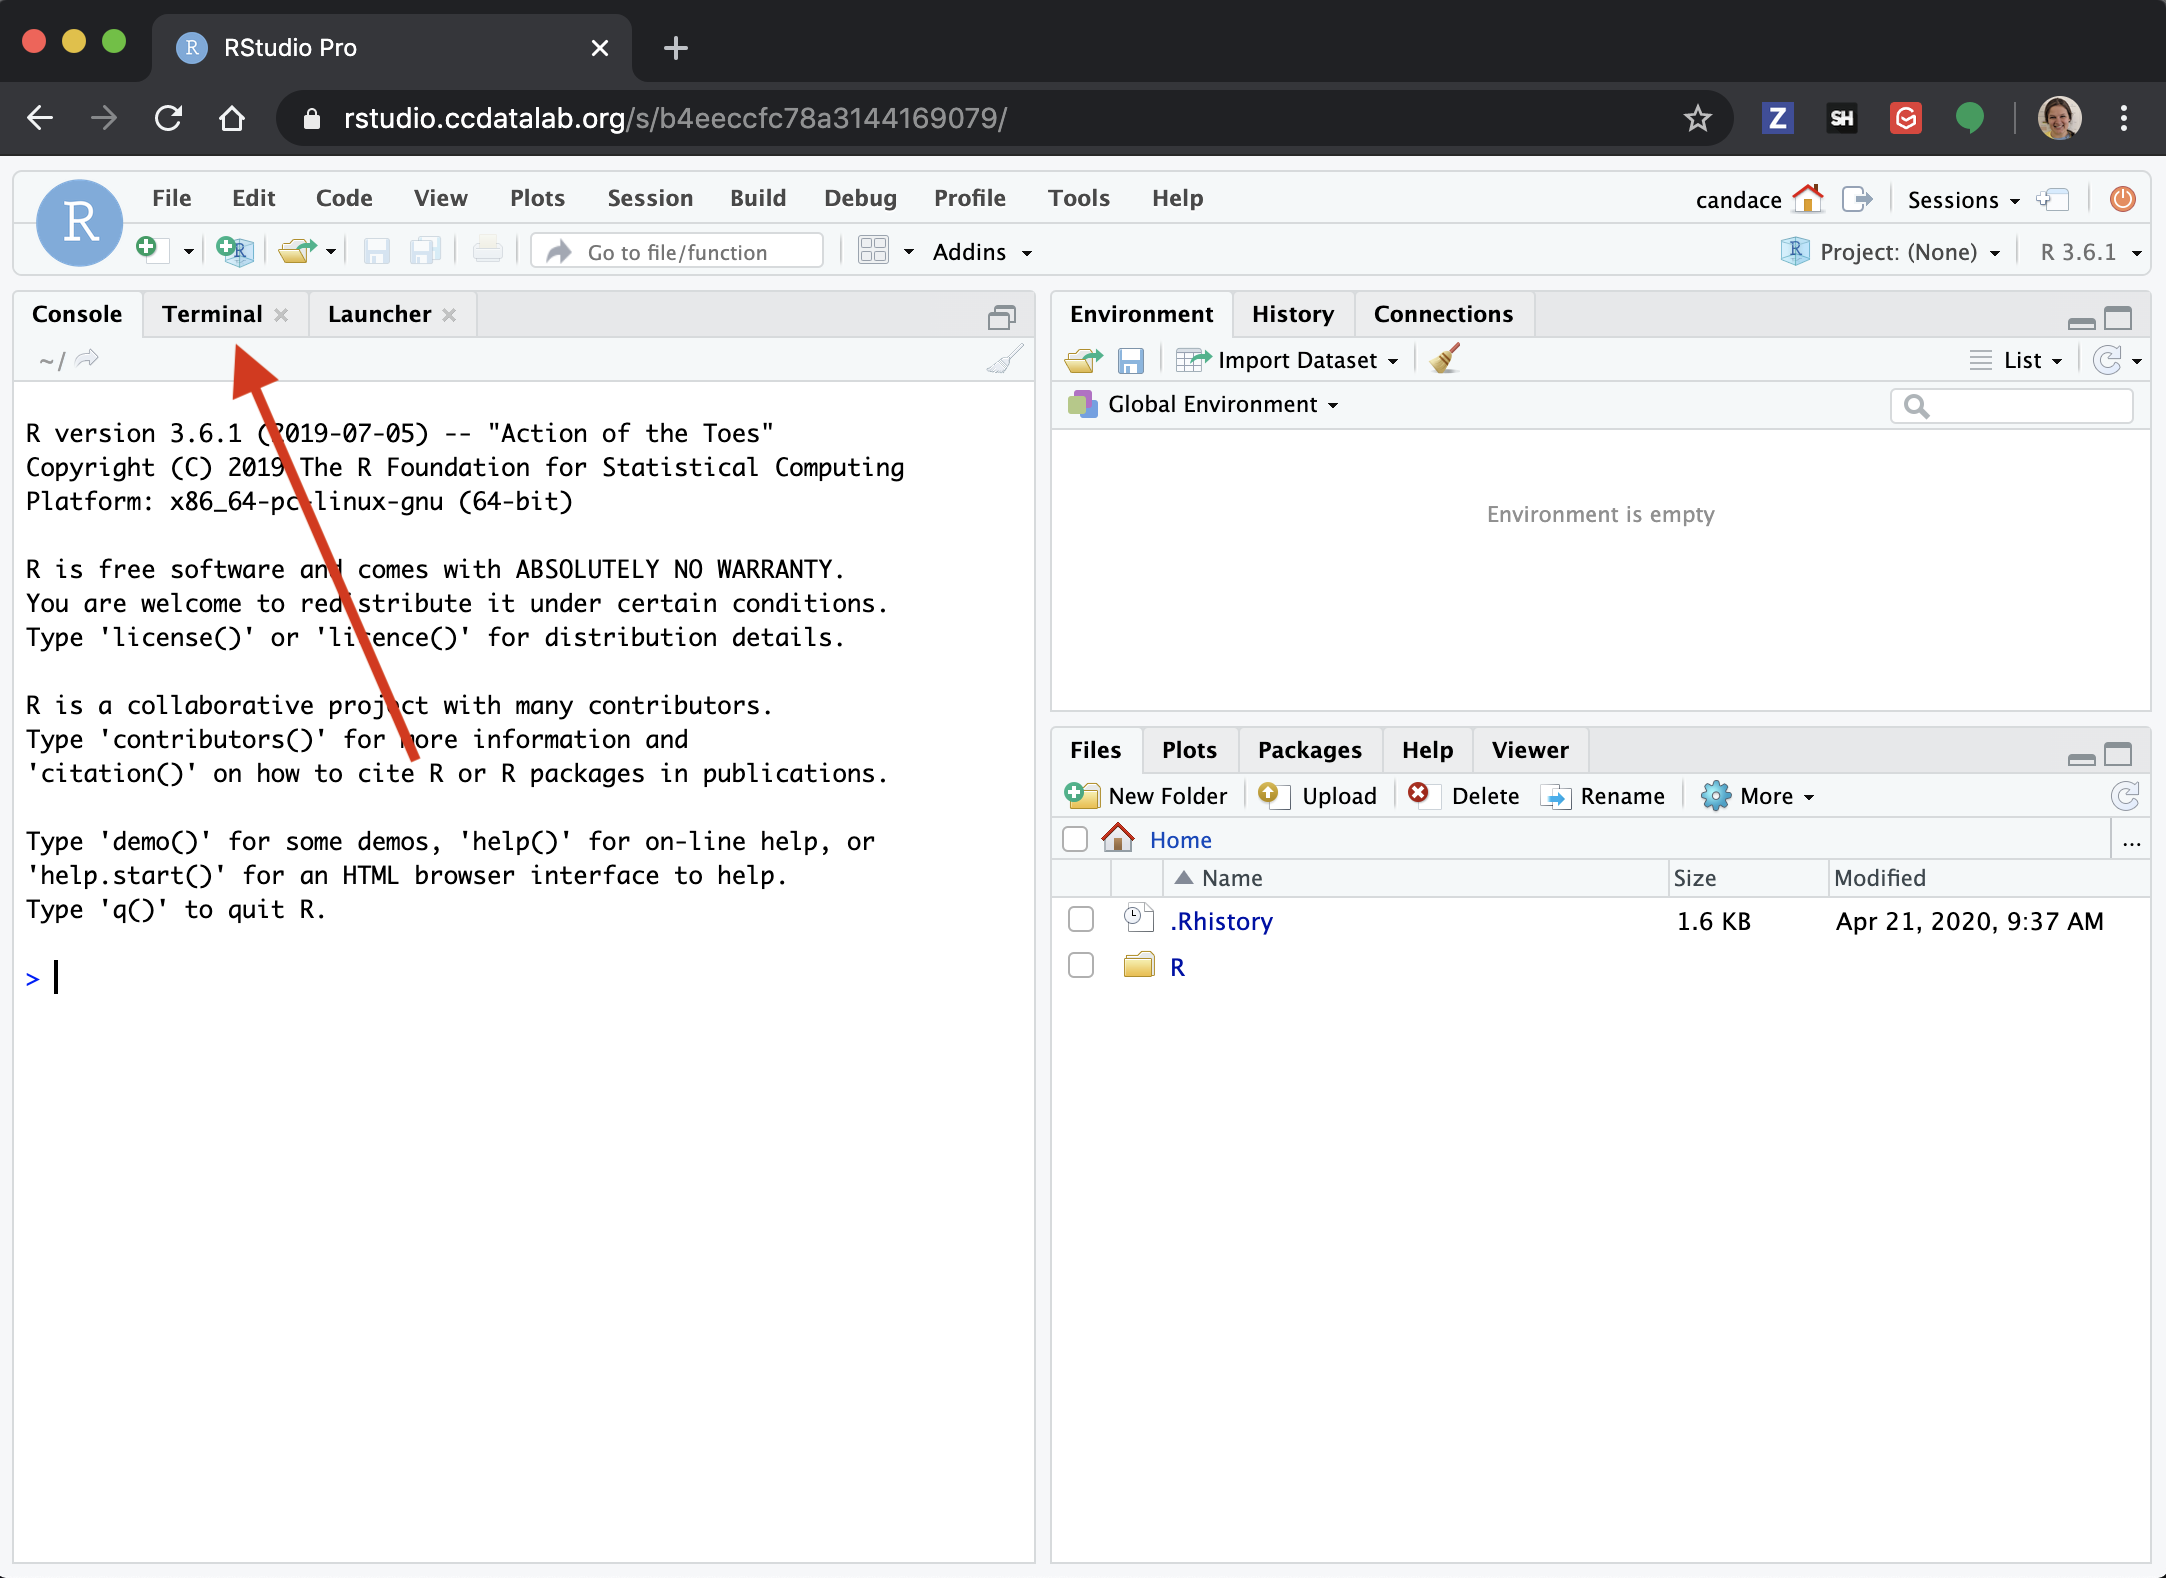 RStudio Pro
rstudio.ccdatalab.org/s/b4eeccfc78a3144169079/
Z SH
R File Edit Code View Plots Session Build Debug Profile Tools Help
candace Sessions
Go to file/function Addins
Project: (None) R 3.6.1
Console Terminal Launcher
~/
R version 3.6.1 (2019-07-05) -- "Action of the Toes"
Copyright (C) 2019 The R Foundation for Statistical Computing
Platform: x86_64-pc-linux-gnu (64-bit)
R is free software and comes with ABSOLUTELY NO WARRANTY.
You are welcome to redistribute it under certain conditions.
Type 'license()' or 'licence()' for distribution details.
R is a collaborative project with many contributors.
Type 'contributors()' for more information and
'citation()' on how to cite R or R packages in publications.
Type 'demo()' for some demos, 'help()' for on-line help, or
'help.start()' for an HTML browser interface to help.
Type 'q()' to quit R.
>
Environment History Connections
Import Dataset List
Global Environment
Environment is empty
Files Plots Packages Help Viewer
New Folder Upload Delete Rename More
Home ...
Name Size Modified
.Rhistory 1.6 KB Apr 21, 2020, 9:37 AM
R